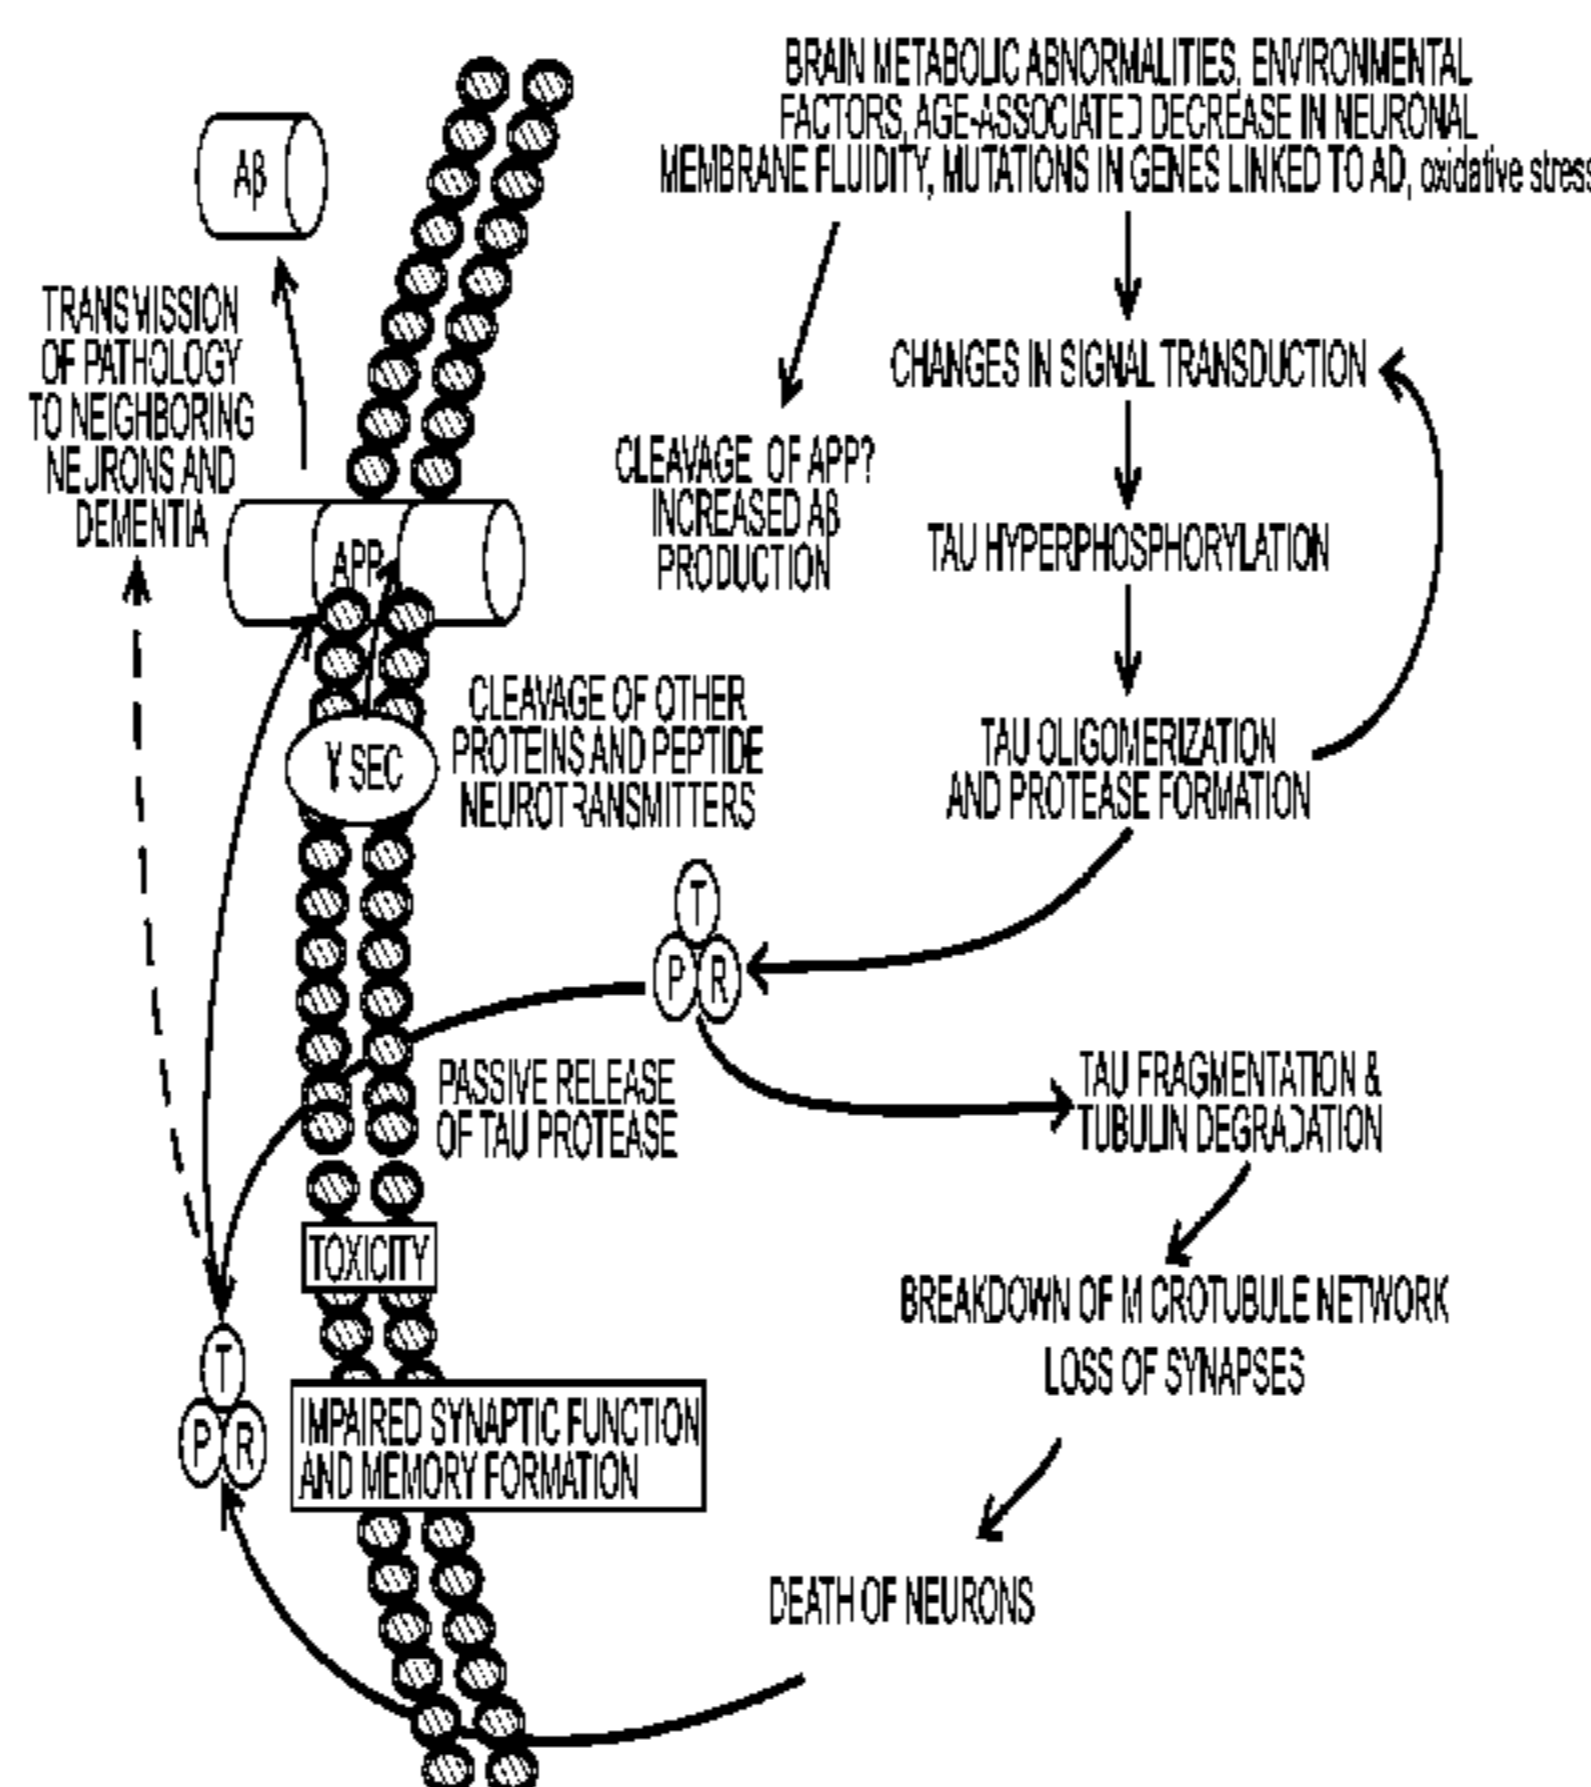 BRAIN METABOLIC ABNORMALITIES, ENVIRONMENTAL
FACTORS, AGE-ASSOCIATED DECREASE IN NEURONAL
MEMBRANE FLUIDITY, MUTATIONS IN GENES LINKED TO AD, oxidative stress
Aβ
TRANSMISSION
OF PATHOLOGY
TO NEIGHBORING
NEURONS AND
DEMENTIA
CHANGES IN SIGNAL TRANSDUCTION
CLEAVAGE OF APP?
INCREASED Aβ
PRODUCTION
APP
TAU HYPERPHOSPHORYLATION
CLEAVAGE OF OTHER
PROTEINS AND PEPTIDE
NEUROTRANSMITTERS
γ SEC
TAU OLIGOMERIZATION
AND PROTEASE FORMATION
T
P R
PASSIVE RELEASE
OF TAU PROTEASE
TAU FRAGMENTATION &
TUBULIN DEGRADATION
TOXICITY
BREAKDOWN OF MICROTUBULE NETWORK
LOSS OF SYNAPSES
T
P R
IMPAIRED SYNAPTIC FUNCTION
AND MEMORY FORMATION
DEATH OF NEURONS